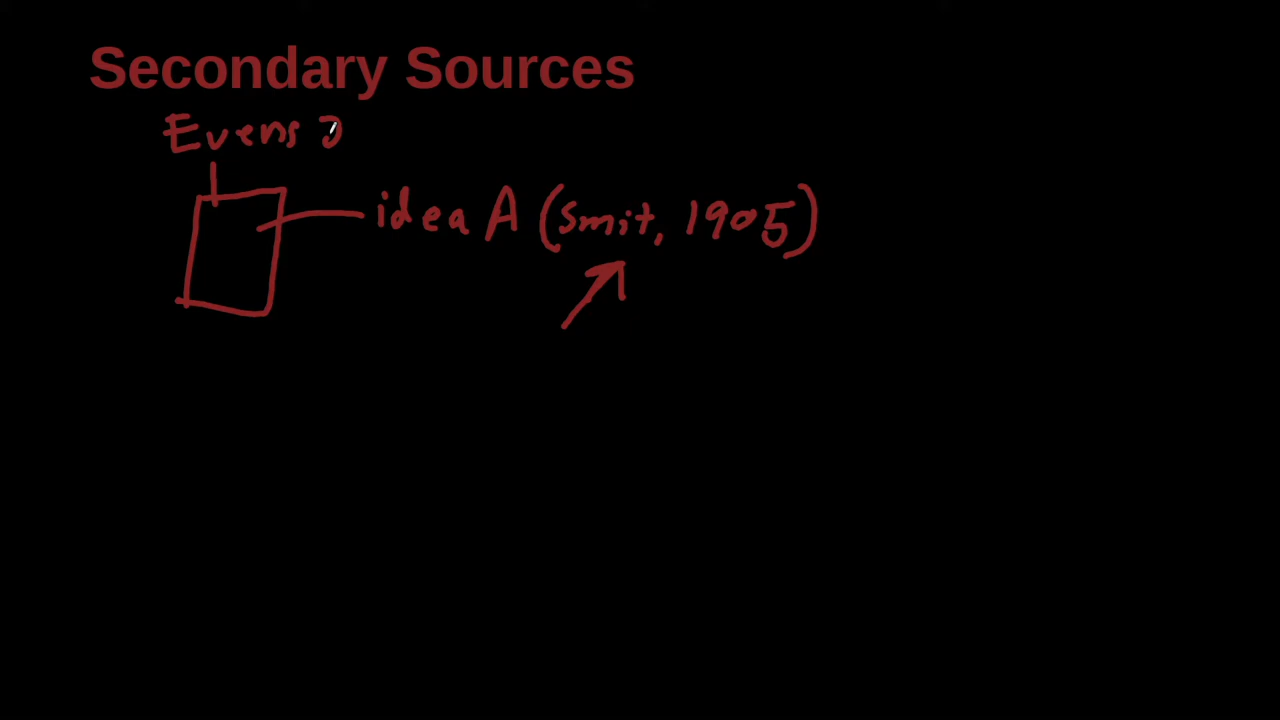 Secondary Sources
Evens
idea A (smit, 1905)